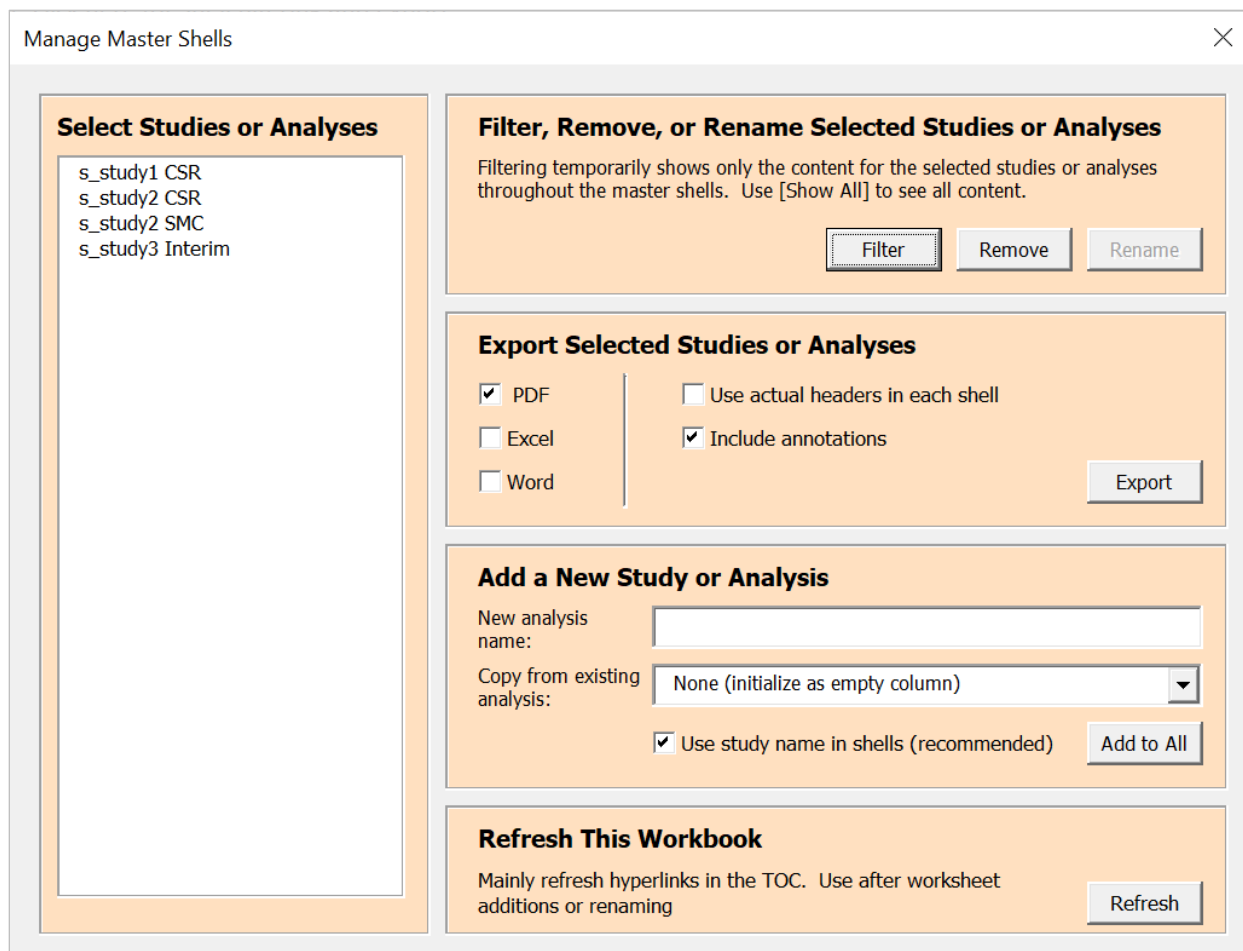 Manage Master Shells
Select Studies or Analyses
s_study1 CSR
s_study2 CSR
s_study2 SMC
s_study3 Interim
Filter, Remove, or Rename Selected Studies or Analyses
Filtering temporarily shows only the content for the selected studies or analyses
throughout the master shells.  Use [Show All] to see all content.
Filter
Remove
Rename
Export Selected Studies or Analyses
PDF
Excel
Word
Use actual headers in each shell
Include annotations
Export
Add a New Study or Analysis
New analysis
name:
Copy from existing
analysis:
None (initialize as empty column)
Use study name in shells (recommended)
Add to All
Refresh This Workbook
Mainly refresh hyperlinks in the TOC.  Use after worksheet
additions or renaming
Refresh